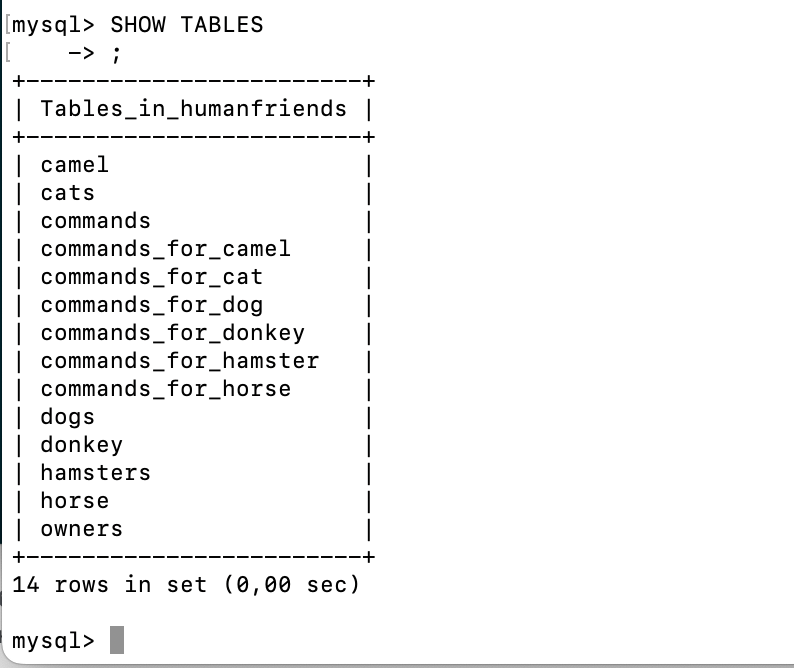 [mysql> SHOW TABLES
[    -> ;
+------------------------+
| Tables_in_humanfriends |
+------------------------+
| camel                  |
| cats                   |
| commands               |
| commands_for_camel     |
| commands_for_cat       |
| commands_for_dog       |
| commands_for_donkey    |
| commands_for_hamster   |
| commands_for_horse     |
| dogs                   |
| donkey                 |
| hamsters               |
| horse                  |
| owners                 |
+------------------------+
14 rows in set (0,00 sec)
mysql>